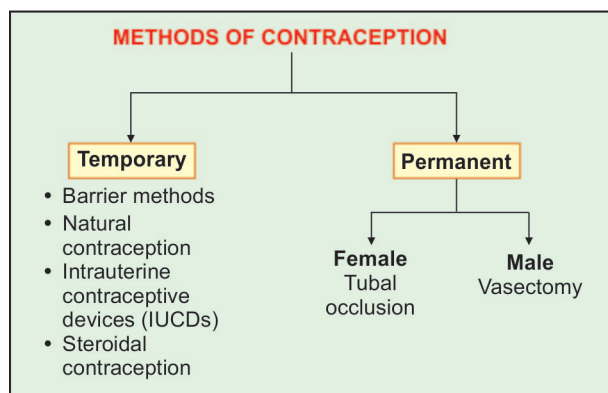 METHODS OF CONTRACEPTION
Temporary
• Barrier methods
• Natural
contraception
• Intrauterine
contraceptive
devices (IUCDs)
• Steroidal
contraception
Permanent
Female
Tubal
occlusion
Male
Vasectomy